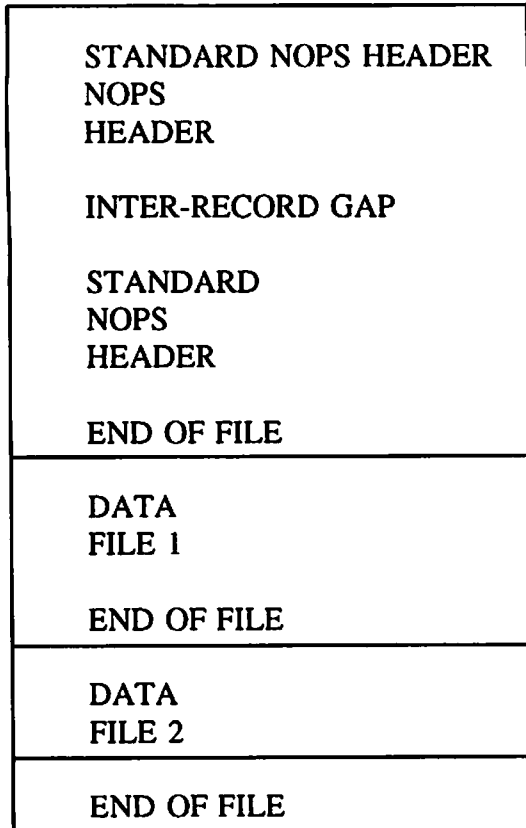 STANDARD NOPS HEADER
NOPS
HEADER
INTER-RECORD GAP
STANDARD
NOPS
HEADER
END OF FILE
DATA
FILE 1
END OF FILE
DATA
FILE 2
END OF FILE